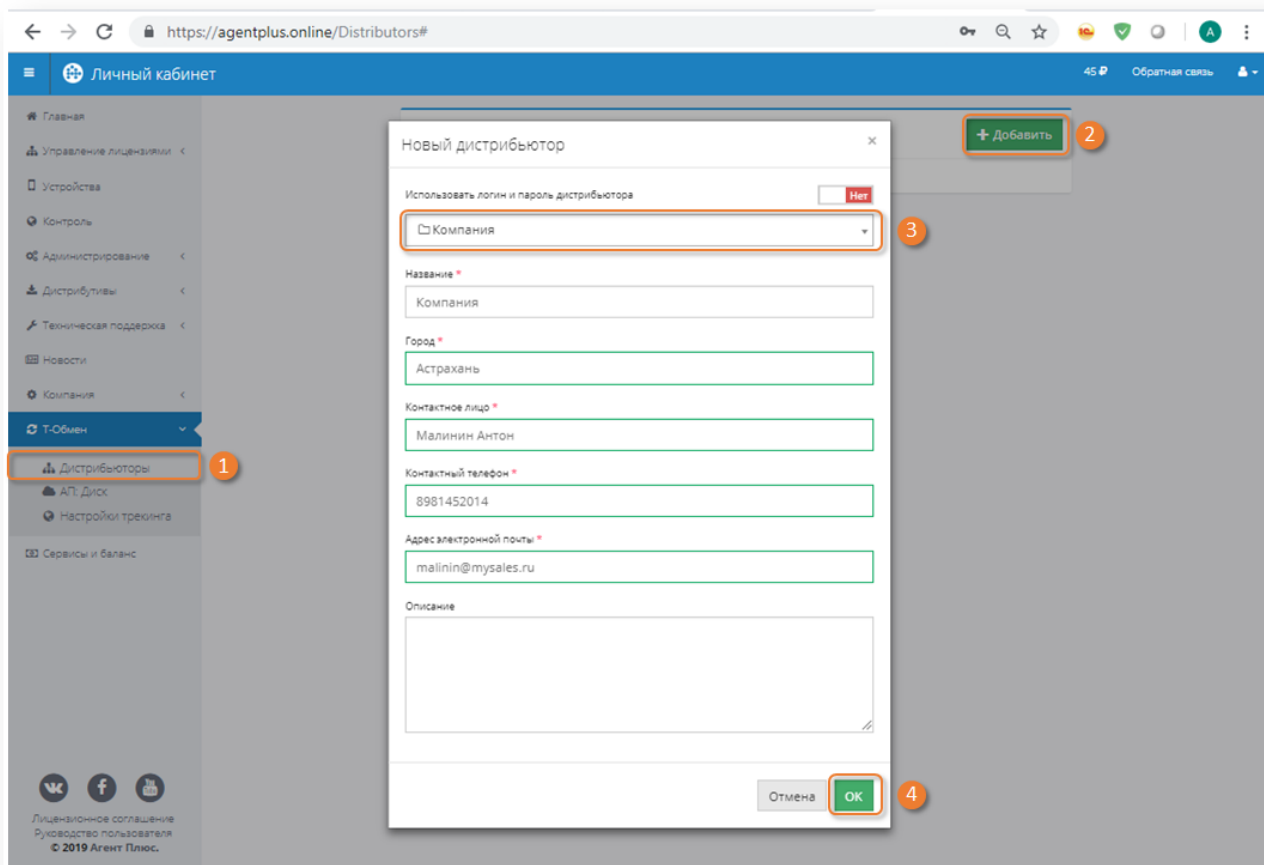 https://agentplus.online/Distributors#
1С
А
Личный кабинет
45 ₽
Обратная связь
Главная
Управление лицензиями
Устройства
Контроль
Администрирование
Дистрибутивы
Техническая поддержка
Новости
Компания
Т-Обмен
Дистрибьюторы
1
АП: Диск
Настройки трекинга
Сервисы и баланс
Лицензионное соглашение
Руководство пользователя
© 2019 Агент Плюс.
+ Добавить
2
Новый дистрибьютор
×
Использовать логин и пароль дистрибьютора
Нет
Компания
3
Название *
Компания
Город *
Астрахань
Контактное лицо *
Малинин Антон
Контактный телефон *
8981452014
Адрес электронной почты *
malinin@mysales.ru
Описание
Отмена
ОК
4